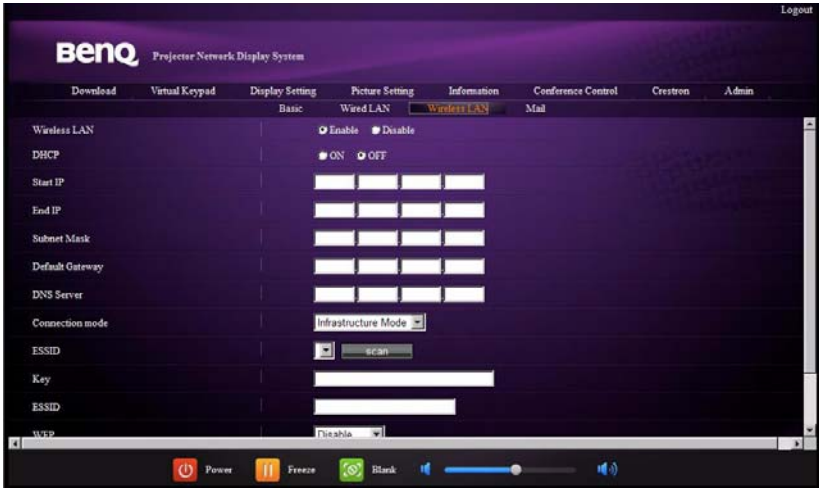 Logout
BenQ Projector Network Display System
Download Virtual Keypad Display Setting Picture Setting Information Conference Control Crestron Admin
Basic Wired LAN Wireless LAN Mail
Wireless LAN Enable Disable
DHCP ON OFF
Start IP
End IP
Subnet Mask
Default Gateway
DNS Server
Connection mode Infrastructure Mode
ESSID scan
Key
ESSID
WEP Disable
Power Freeze Blank